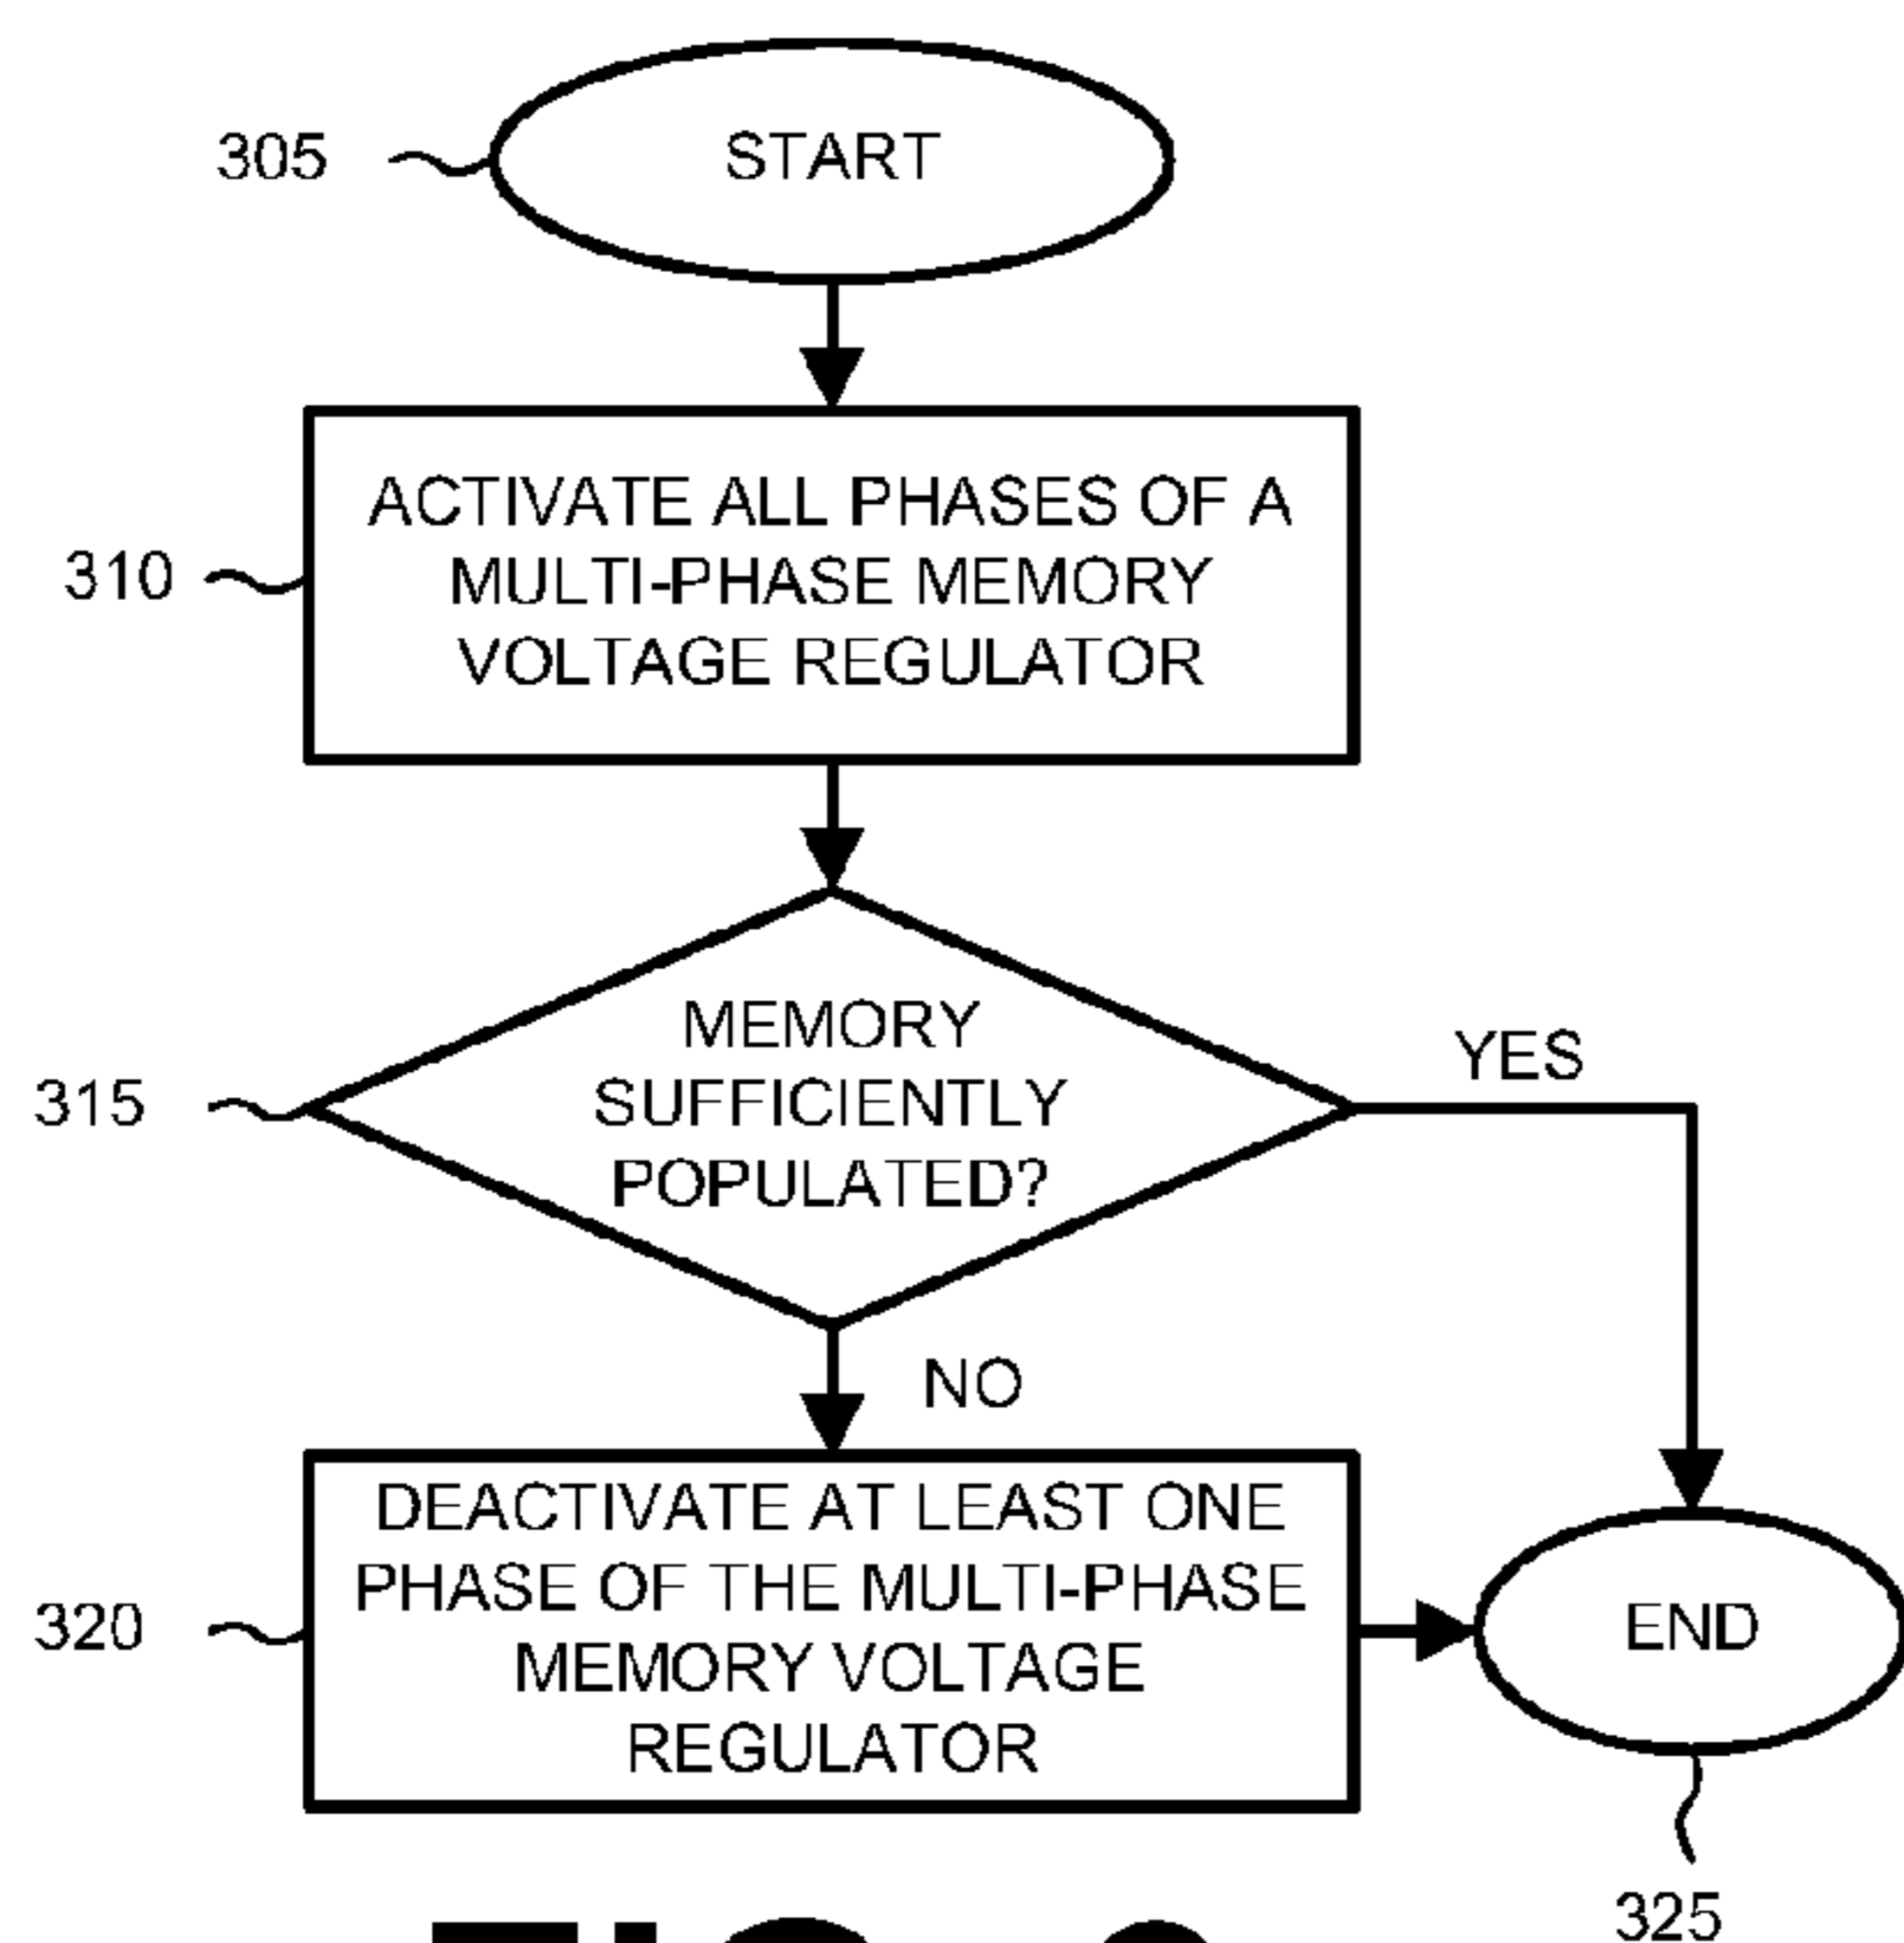 305
START
310
ACTIVATE ALL PHASES OF A
MULTI-PHASE MEMORY
VOLTAGE REGULATOR
315
MEMORY
SUFFICIENTLY
POPULATED?
YES
NO
320
DEACTIVATE AT LEAST ONE
PHASE OF THE MULTI-PHASE
MEMORY VOLTAGE
REGULATOR
END
325